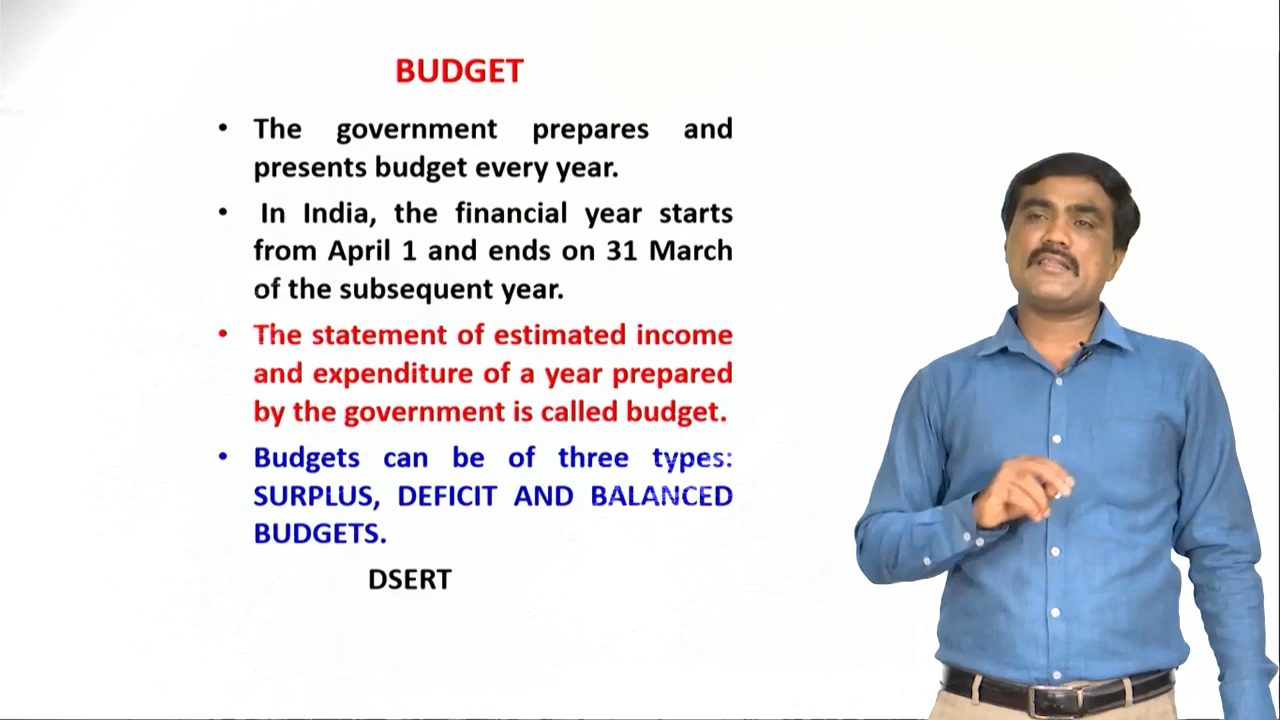 BUDGET
• The government prepares and
presents budget every year.
• In India, the financial year starts
from April 1 and ends on 31 March
of the subsequent year.
• The statement of estimated income
and expenditure of a year prepared
by the government is called budget.
• Budgets can be of three types:
SURPLUS, DEFICIT AND BALANCED
BUDGETS.
DSERT